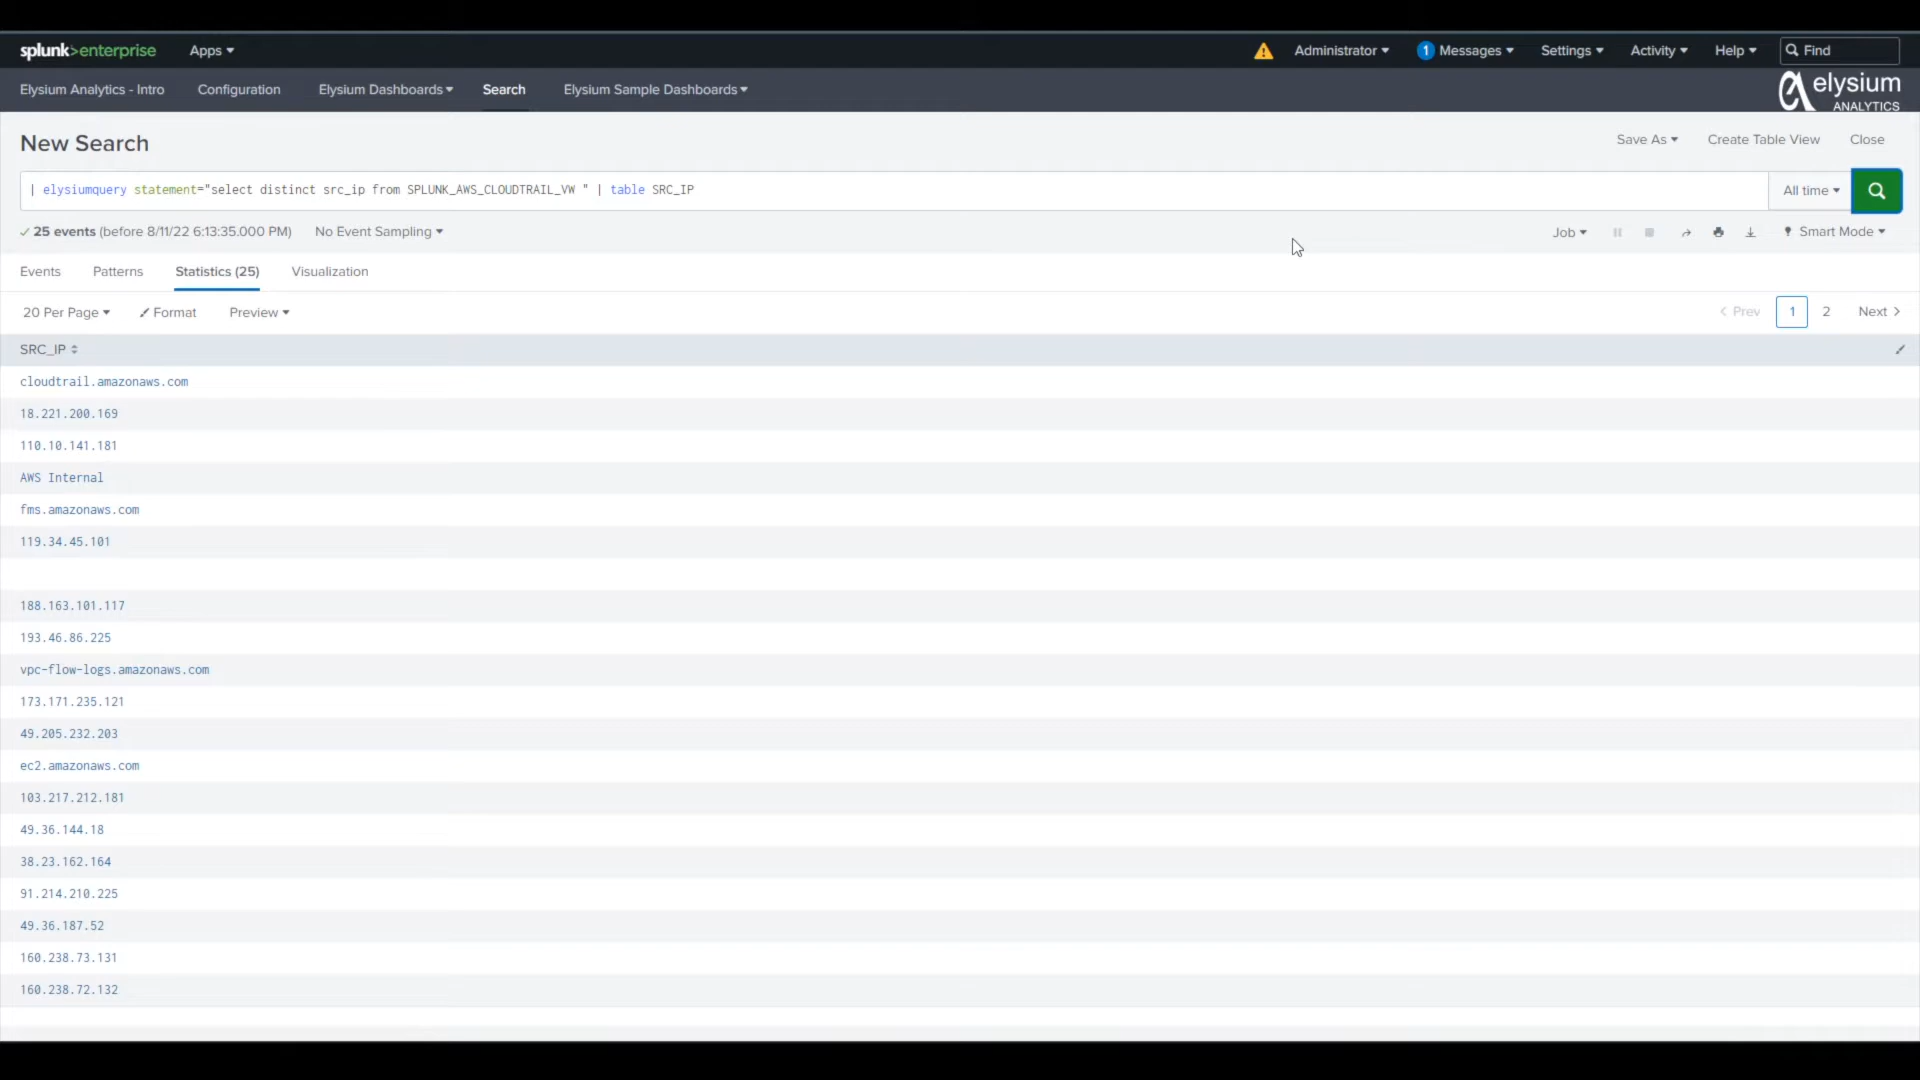 splunk>enterprise Apps Administrator 1 Messages Settings Activity Help Find
Elysium Analytics - Intro Configuration Elysium Dashboards Search Elysium Sample Dashboards elysium
ANALYTICS
New Search Save As Create Table View Close
| elysiumquery statement="select distinct src_ip from SPLUNK_AWS_CLOUDTRAIL_VW " | table SRC_IP All time
25 events (before 8/11/22 6:13:35.000 PM) No Event Sampling Job Smart Mode
Events Patterns Statistics (25) Visualization
20 Per Page Format Preview < Prev 1 2 Next >
SRC_IP
cloudtrail.amazonaws.com
18.221.200.169
110.10.141.181
AWS Internal
fms.amazonaws.com
119.34.45.101
188.163.101.117
193.46.86.225
vpc-flow-logs.amazonaws.com
173.171.235.121
49.205.232.203
ec2.amazonaws.com
103.217.212.181
49.36.144.18
38.23.162.164
91.214.210.225
49.36.187.52
160.238.73.131
160.238.72.132